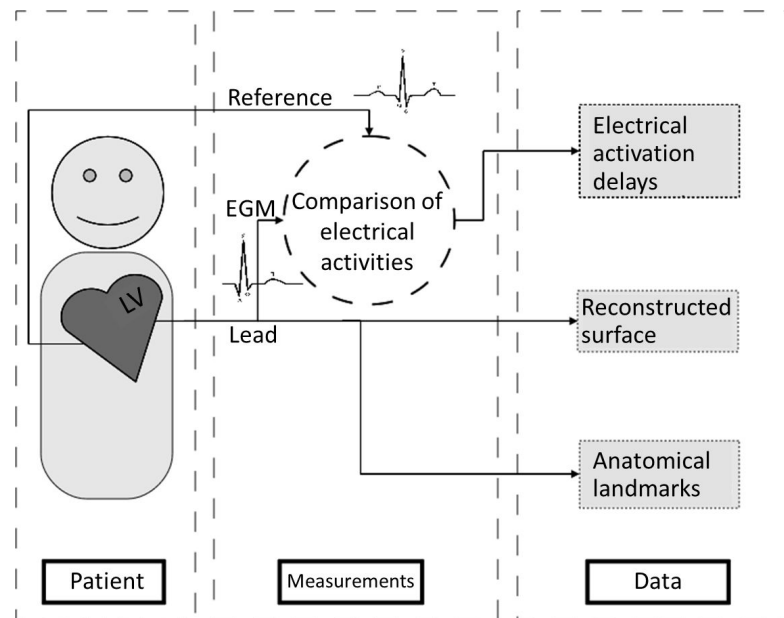 Reference
Electrical
activation
delays
EGM
Comparison of
electrical
activities
LV
Reconstructed
surface
Lead
Anatomical
landmarks
Patient
Measurements
Data